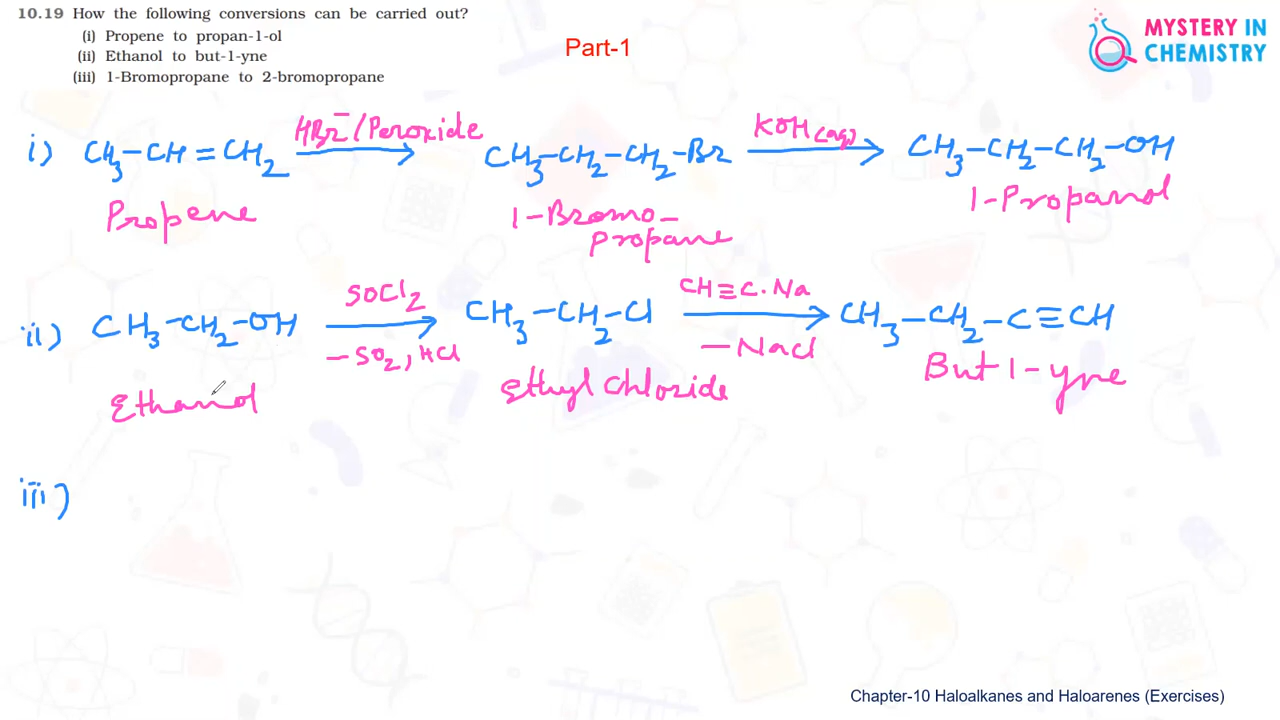 10.19 How the following conversions can be carried out?
(i) Propene to propan-1-ol
(ii) Ethanol to but-1-yne
(iii) 1-Bromopropane to 2-bromopropane
Part-1
MYSTERY IN
CHEMISTRY
i) CH₃-CH=CH₂ HBr/Peroxide CH₃-CH₂-CH₂-Br KOH(aq) CH₃-CH₂-CH₂-OH
Propene 1-Bromo-Propane 1-Propanol
ii) CH₃-CH₂-OH SOCl₂ -SO₂, HCl CH₃-CH₂-Cl CH≡C.Na -NaCl CH₃-CH₂-C≡CH
Ethanol Ethyl Chloride But 1-yne
iii)
Chapter-10 Haloalkanes and Haloarenes (Exercises)